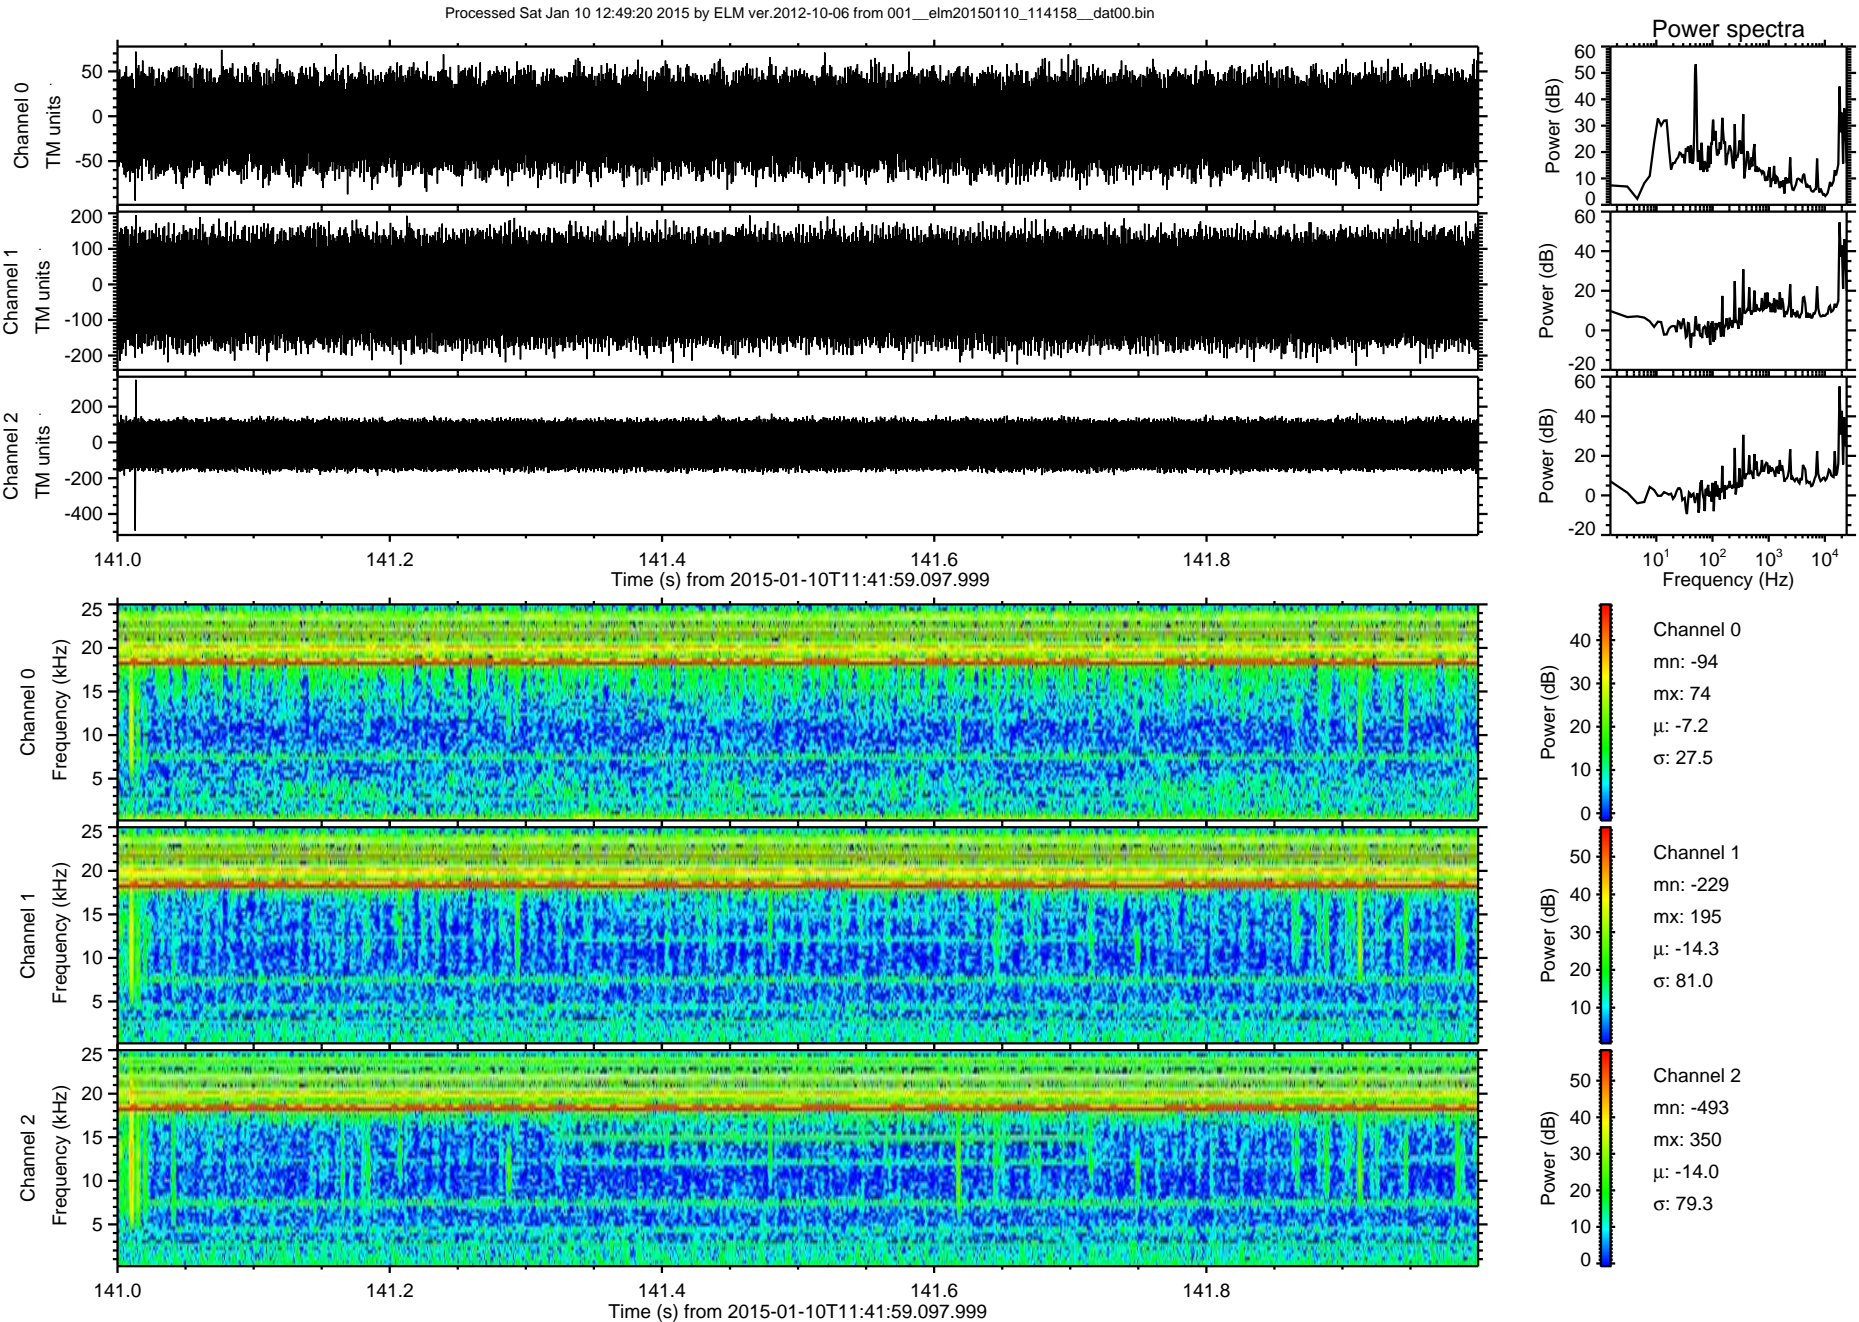 Processed Sat Jan 10 12:49:20 2015 by ELM ver.2012-10-06 from 001__elm20150110_114158__dat00.bin
Power spectra
Channel 0
TM units
50
0
-50
Power (dB)
60
50
40
30
20
10
0
Channel 1
TM units
200
100
0
-100
-200
Power (dB)
60
40
20
0
-20
Channel 2
TM units
200
0
-200
-400
Power (dB)
60
40
20
0
-20
141.0 141.2 141.4 141.6 141.8
Time (s) from 2015-01-10T11:41:59.097.999
10¹ 10² 10³ 10⁴
Frequency (Hz)
Channel 0
Frequency (kHz)
25
20
15
10
5
Power (dB)
40
30
20
10
0
Channel 0
mn: -94
mx: 74
μ: -7.2
σ: 27.5
Channel 1
Frequency (kHz)
25
20
15
10
5
Power (dB)
50
40
30
20
10
Channel 1
mn: -229
mx: 195
μ: -14.3
σ: 81.0
Channel 2
Frequency (kHz)
25
20
15
10
5
Power (dB)
50
40
30
20
10
0
Channel 2
mn: -493
mx: 350
μ: -14.0
σ: 79.3
141.0 141.2 141.4 141.6 141.8
Time (s) from 2015-01-10T11:41:59.097.999